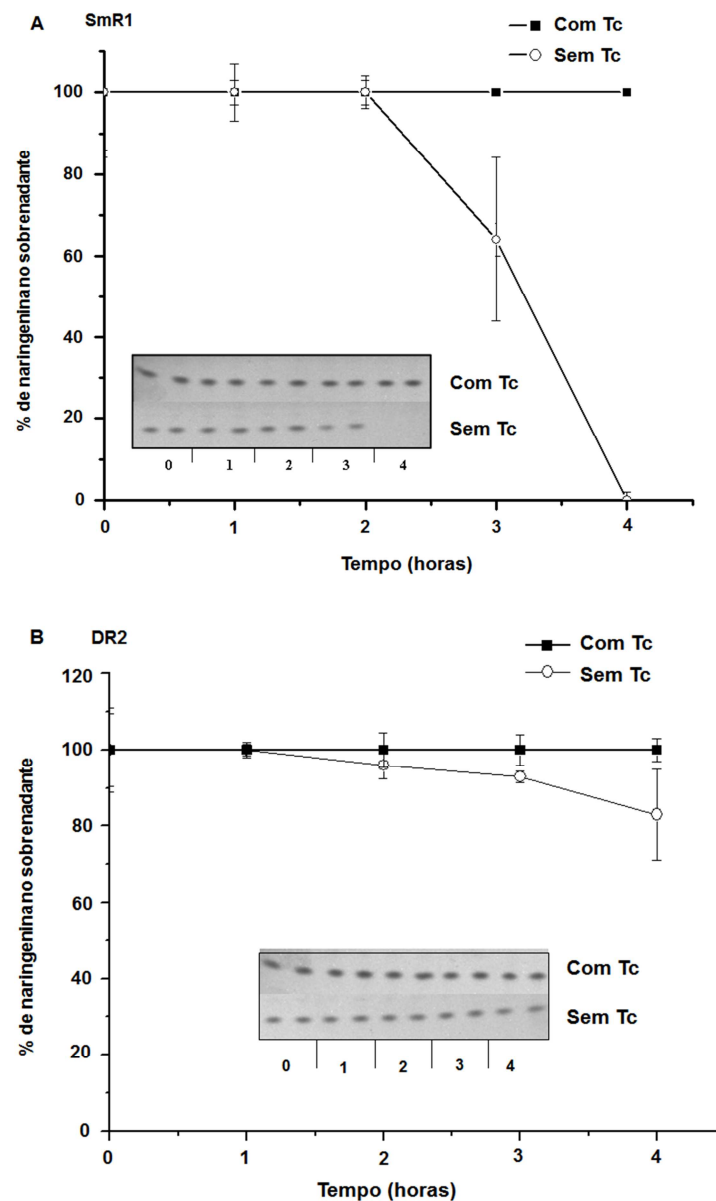 A SmR1
Com Tc
Sem Tc
% de naringenina no sobrenadante
100
80
60
40
20
0
Com Tc
Sem Tc
0 1 2 3 4
0 1 2 3 4
Tempo (horas)
B DR2
Com Tc
Sem Tc
% de naringenina no sobrenadante
120
100
80
60
40
20
0
Com Tc
Sem Tc
0 1 2 3 4
0 1 2 3 4
Tempo (horas)